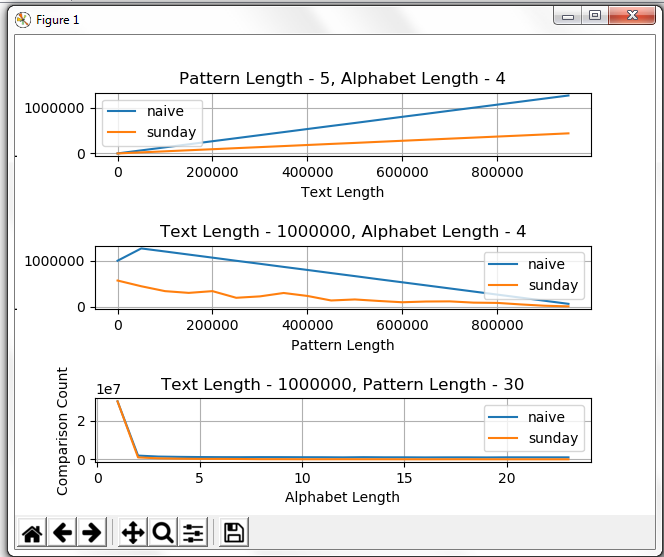 Figure 1
Pattern Length - 5, Alphabet Length - 4
1000000
0
naive
sunday
0 200000 400000 600000 800000
Text Length
Text Length - 1000000, Alphabet Length - 4
1000000
0
naive
sunday
0 200000 400000 600000 800000
Pattern Length
Text Length - 1000000, Pattern Length - 30
1e7
Comparison Count
2
0
naive
sunday
0 5 10 15 20
Alphabet Length